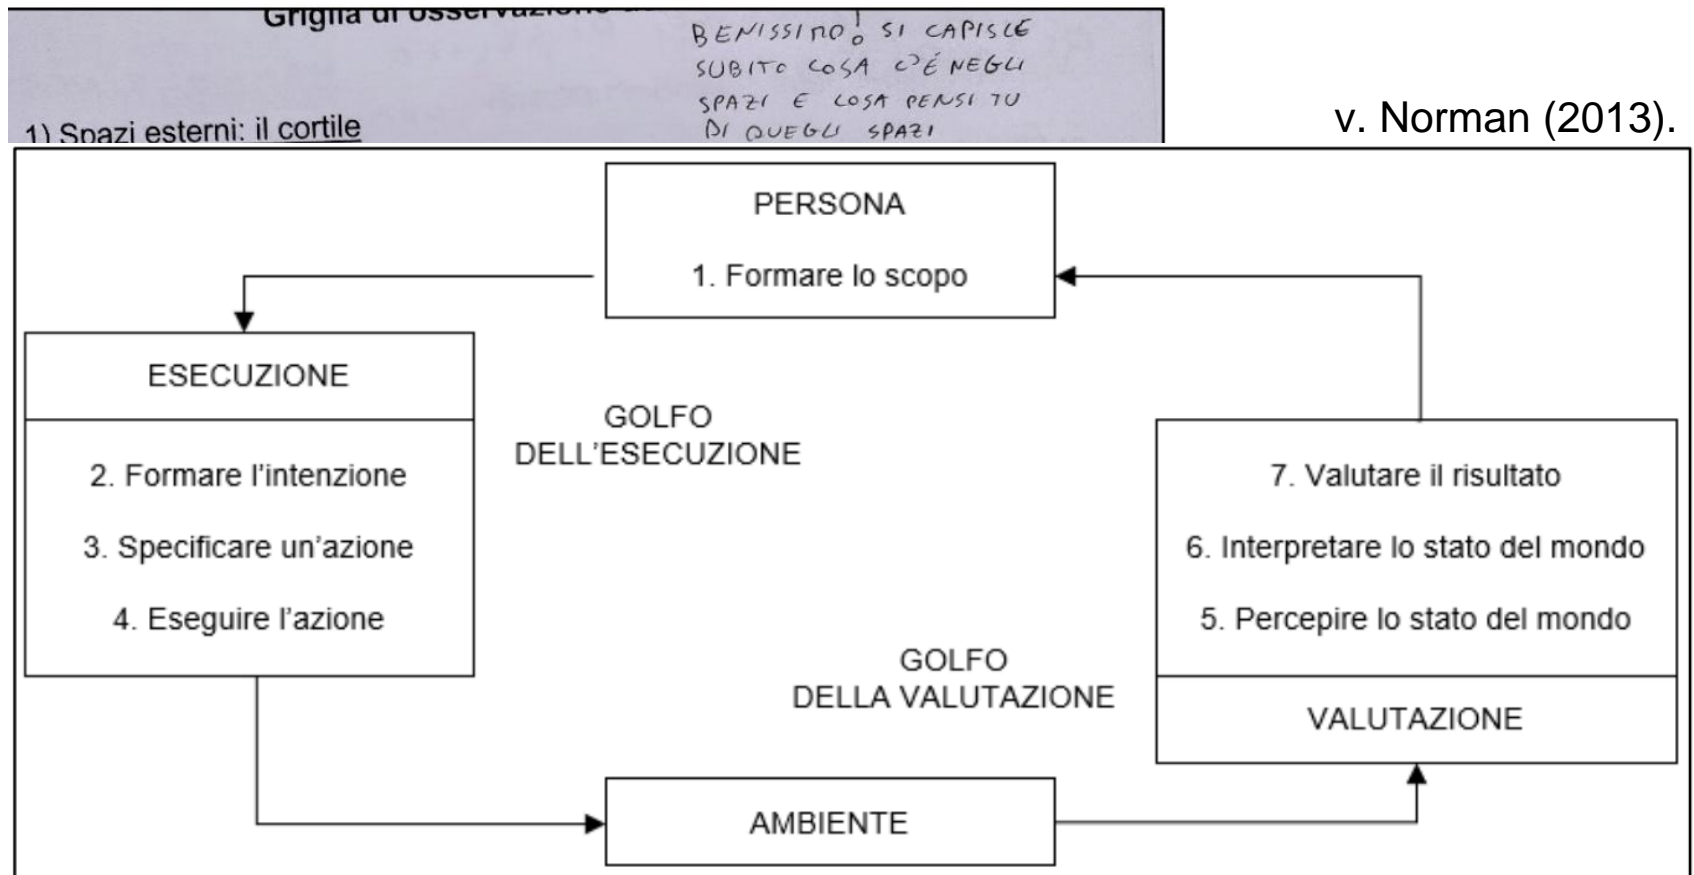 Griglia di osservazione
BENISSIMO! SI CAPISCE
SUBITO COSA C'È NEGLI
SPAZI E COSA PENSI TU
DI QUEGLI SPAZI
1) Spazi esterni: il cortile
v. Norman (2013).
PERSONA
1. Formare lo scopo
ESECUZIONE
2. Formare l'intenzione
3. Specificare un'azione
4. Eseguire l'azione
GOLFO
DELL'ESECUZIONE
GOLFO
DELLA VALUTAZIONE
7. Valutare il risultato
6. Interpretare lo stato del mondo
5. Percepire lo stato del mondo
VALUTAZIONE
AMBIENTE